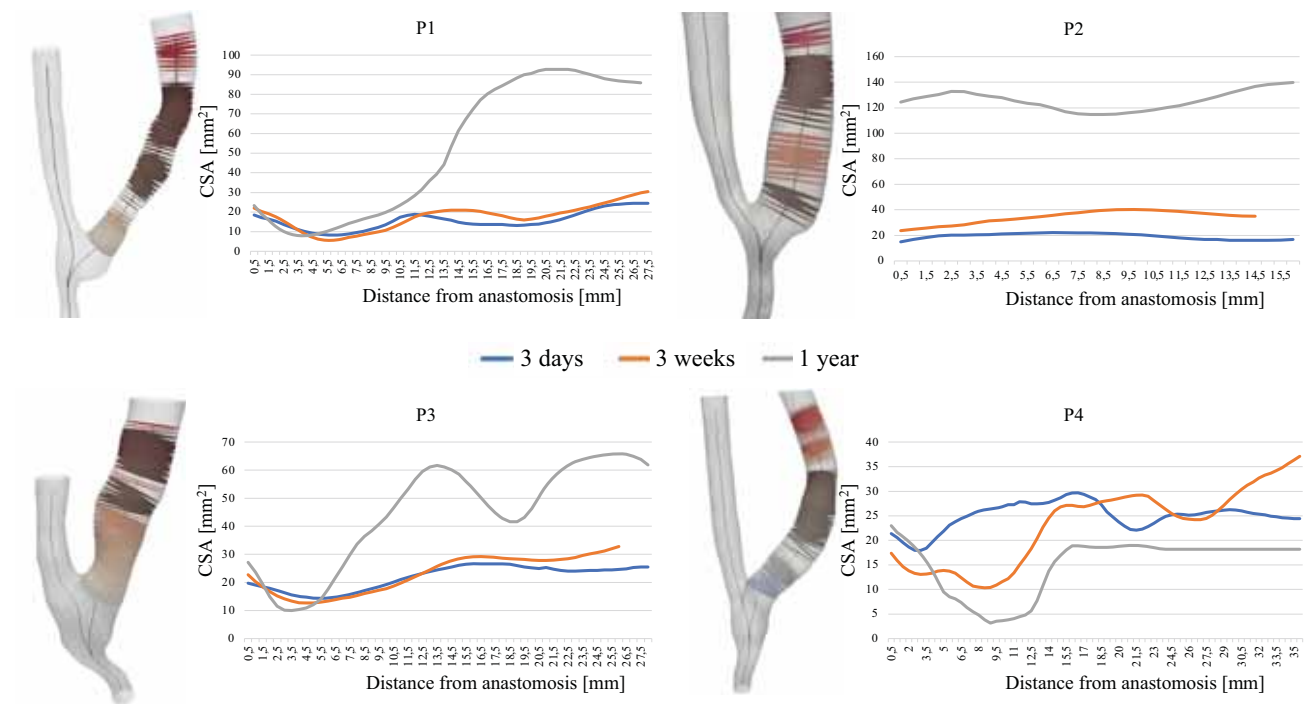 P1
100
90
80
70
60
50
40
30
20
10
0
CSA [mm²]
0,5 1,5 2,5 3,5 4,5 5,5 6,5 7,5 8,5 9,5 10,5 11,5 12,5 13,5 14,5 15,5 16,5 17,5 18,5 19,5 20,5 21,5 22,5 23,5 24,5 25,5 26,5 27,5
Distance from anastomosis [mm]
P2
160
140
120
100
80
60
40
20
0
CSA [mm²]
0,5 1,5 2,5 3,5 4,5 5,5 6,5 7,5 8,5 9,5 10,5 11,5 12,5 13,5 14,5 15,5
Distance from anastomosis [mm]
3 days 3 weeks 1 year
P3
70
60
50
40
30
20
10
0
CSA [mm²]
0,5 1,5 2,5 3,5 4,5 5,5 6,5 7,5 8,5 9,5 10,5 11,5 12,5 13,5 14,5 15,5 16,5 17,5 18,5 19,5 20,5 21,5 22,5 23,5 24,5 25,5 26,5 27,5
Distance from anastomosis [mm]
P4
40
35
30
25
20
15
10
5
0
CSA [mm²]
0,5 2 3,5 5 6,5 8 9,5 11 12,5 14 15,5 17 18,5 20 21,5 23 24,5 26 27,5 29 30,5 32 33,5 35
Distance from anastomosis [mm]